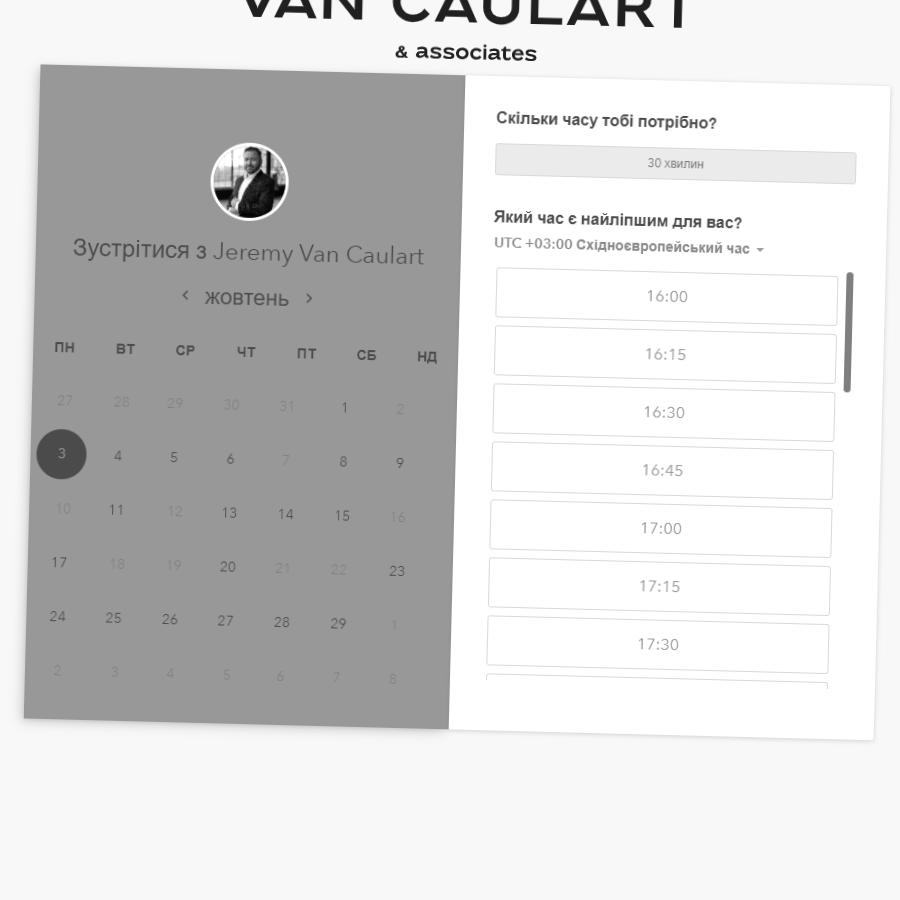 VAN CAULART
& associates
Зустрітися з Jeremy Van Caulart
жовтень
ПН ВТ СР ЧТ ПТ СБ НД
27 28 29 30 31 1 2
3 4 5 6 7 8 9
10 11 12 13 14 15 16
17 18 19 20 21 22 23
24 25 26 27 28 29 1
2 3 4 5 6 7 8
Скільки часу тобі потрібно?
30 хвилин
Який час є найліпшим для вас?
UTC +03:00 Східноєвропейський час
16:00
16:15
16:30
16:45
17:00
17:15
17:30